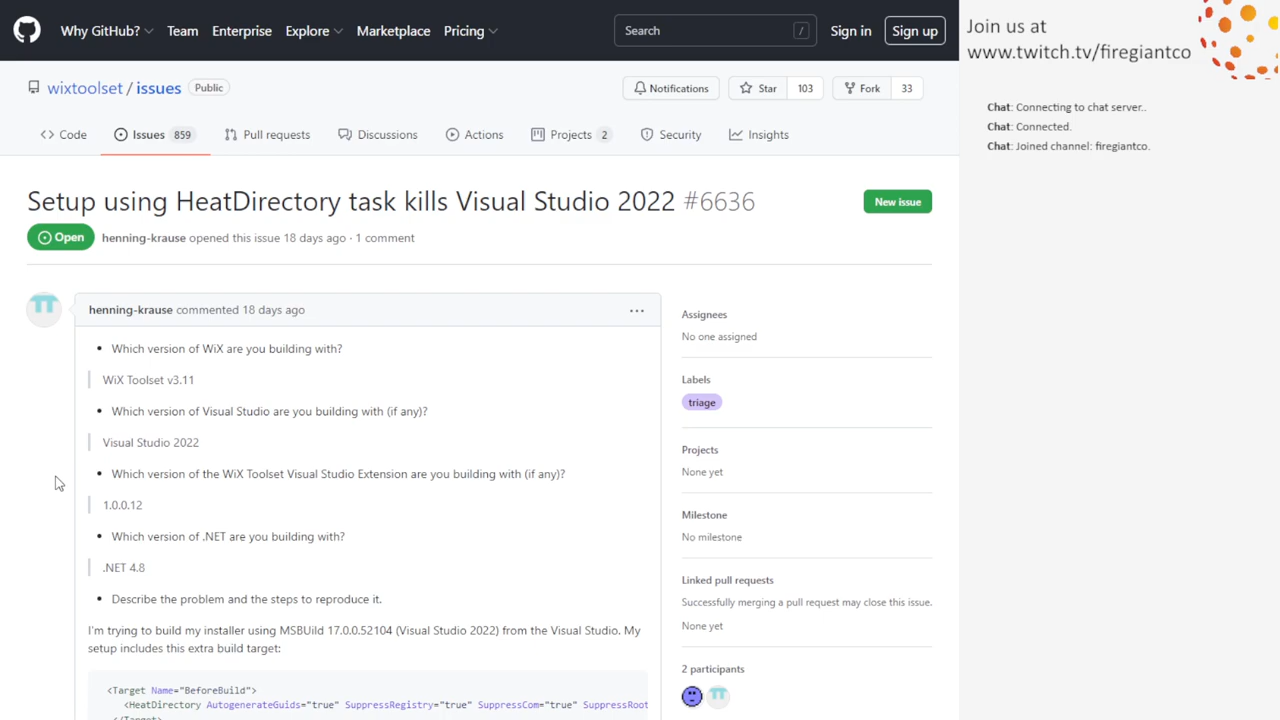 Why GitHub?
Team
Enterprise
Explore
Marketplace
Pricing
Search
/
Sign in
Sign up
Join us at
www.twitch.tv/firegiantco
wixtoolset / issues
Public
Notifications
Star
103
Fork
33
Chat: Connecting to chat server..
Chat: Connected.
Chat: Joined channel: firegiantco.
<> Code
Issues 859
Pull requests
Discussions
Actions
Projects 2
Security
Insights
Setup using HeatDirectory task kills Visual Studio 2022 #6636
New issue
Open
henning-krause opened this issue 18 days ago · 1 comment
henning-krause commented 18 days ago
...
• Which version of WiX are you building with?
WiX Toolset v3.11
• Which version of Visual Studio are you building with (if any)?
Visual Studio 2022
• Which version of the WiX Toolset Visual Studio Extension are you building with (if any)?
1.0.0.12
• Which version of .NET are you building with?
.NET 4.8
• Describe the problem and the steps to reproduce it.
I'm trying to build my installer using MSBUild 17.0.0.52104 (Visual Studio 2022) from the Visual Studio. My
setup includes this extra build target:
<Target Name="BeforeBuild">
<HeatDirectory AutogenerateGuids="true" SuppressRegistry="true" SuppressCom="true" SuppressRoot
</Target>
Assignees
No one assigned
Labels
triage
Projects
None yet
Milestone
No milestone
Linked pull requests
Successfully merging a pull request may close this issue.
None yet
2 participants